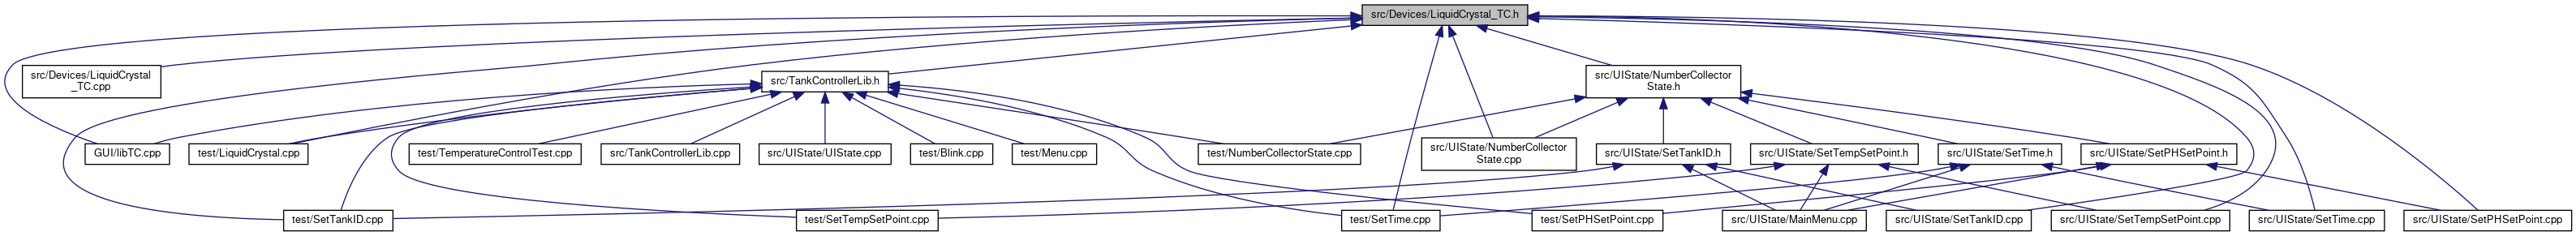 src/Devices/LiquidCrystal_TC.h
src/Devices/LiquidCrystal
_TC.cpp
src/TankControllerLib.h
src/UIState/NumberCollector
State.h
GUI/libTC.cpp
test/LiquidCrystal.cpp
test/TemperatureControlTest.cpp
src/TankControllerLib.cpp
src/UIState/UIState.cpp
test/Blink.cpp
test/Menu.cpp
test/NumberCollectorState.cpp
src/UIState/NumberCollector
State.cpp
src/UIState/SetTankID.h
src/UIState/SetTempSetPoint.h
src/UIState/SetTime.h
src/UIState/SetPHSetPoint.h
test/SetTankID.cpp
test/SetTempSetPoint.cpp
test/SetTime.cpp
test/SetPHSetPoint.cpp
src/UIState/MainMenu.cpp
src/UIState/SetTankID.cpp
src/UIState/SetTempSetPoint.cpp
src/UIState/SetTime.cpp
src/UIState/SetPHSetPoint.cpp